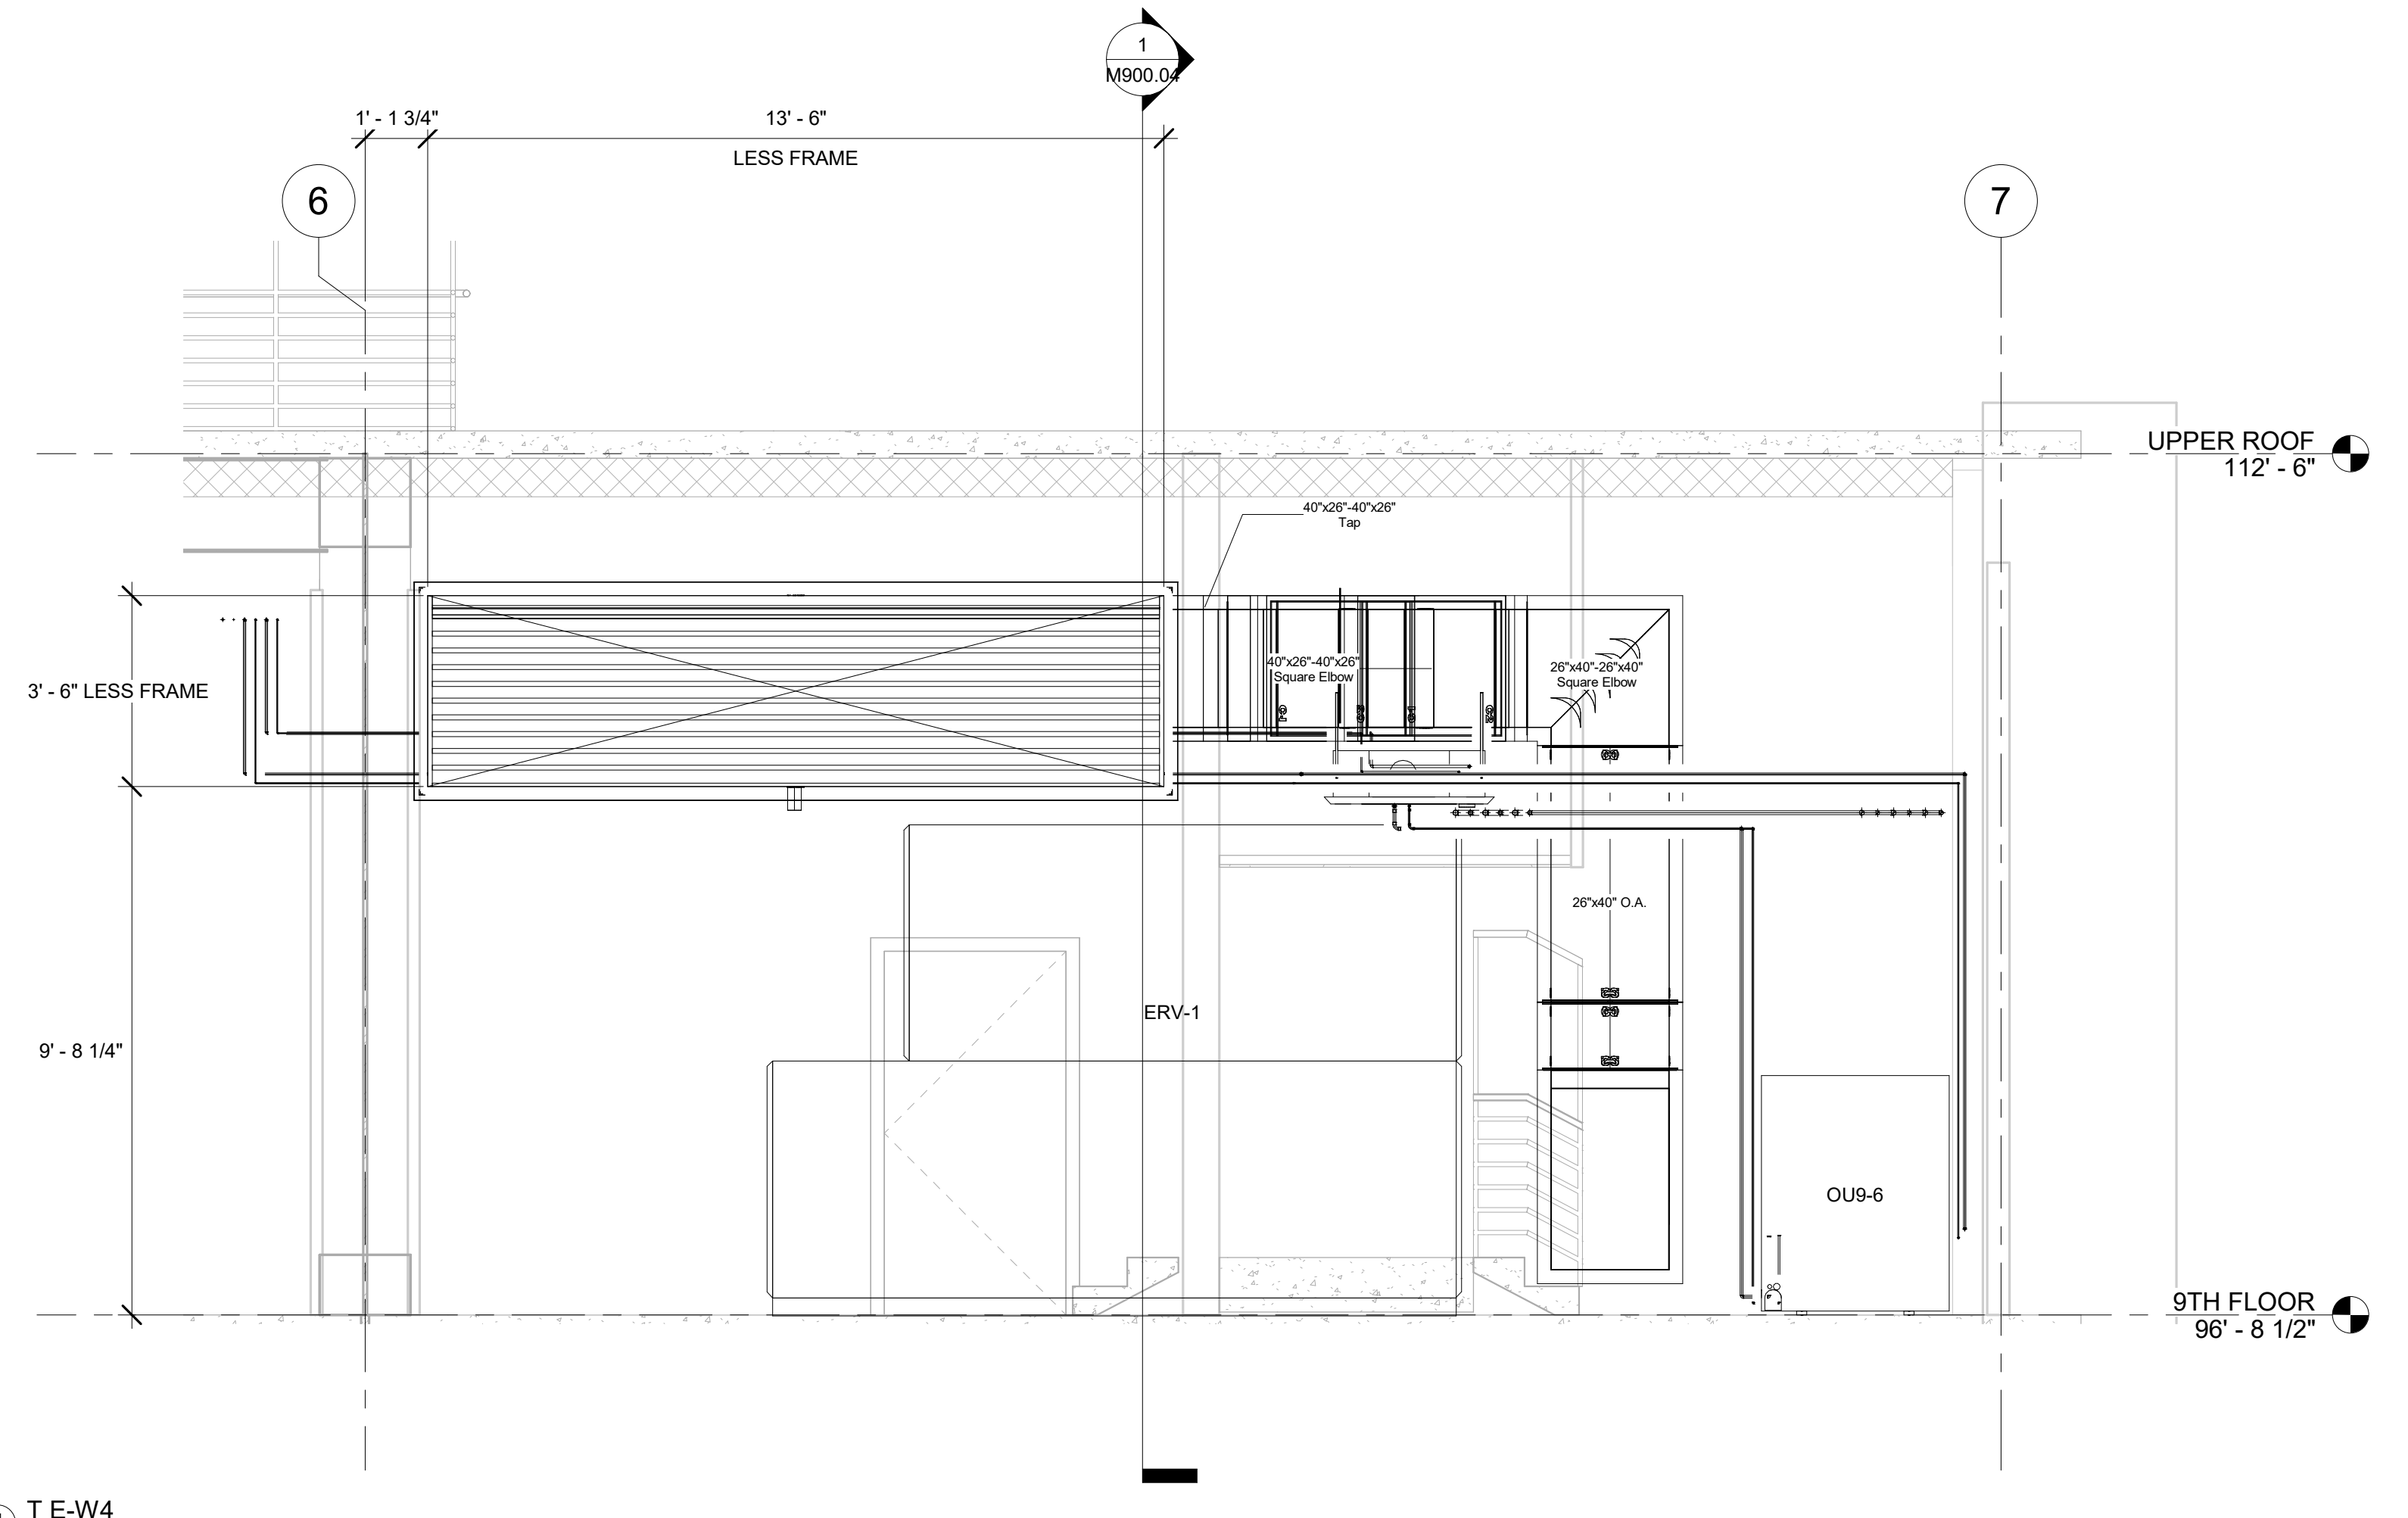 1
M900.04
1' - 1 3/4"
13' - 6"
LESS FRAME
6
7
UPPER ROOF
112' - 6"
40"x26"-40"x26"
Tap
40"x26"-40"x26"
Square Elbow
26"x40"-26"x40"
Square Elbow
3' - 6" LESS FRAME
26"x40" O.A.
ERV-1
9' - 8 1/4"
OU9-6
9TH FLOOR
96' - 8 1/2"
T E-W4